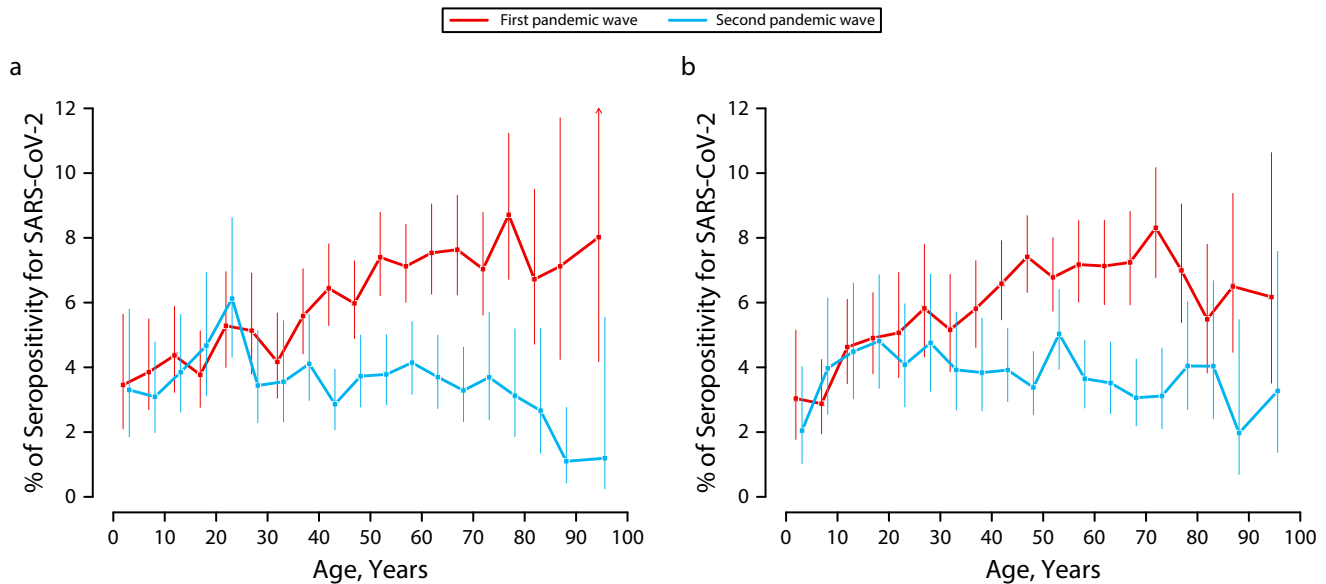 First pandemic wave Second pandemic wave
a
b
% of Seropositivity for SARS-CoV-2
12
10
8
6
4
2
0
0 10 20 30 40 50 60 70 80 90 100
Age, Years
% of Seropositivity for SARS-CoV-2
12
10
8
6
4
2
0
0 10 20 30 40 50 60 70 80 90 100
Age, Years